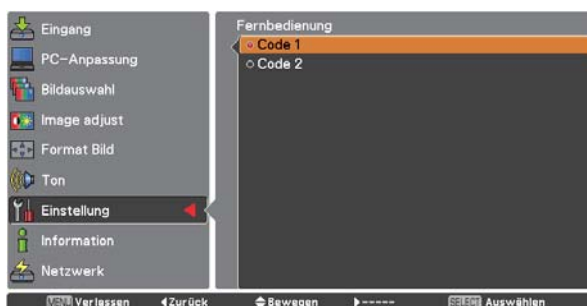 Eingang
PC-Anpassung
Bildauswahl
Image adjust
Format Bild
Ton
Einstellung
Information
Netzwerk
Fernbedienung
Code 1
Code 2
MENU Verlassen ◀Zurück ◆Bewegen ▶----- SELECT Auswählen